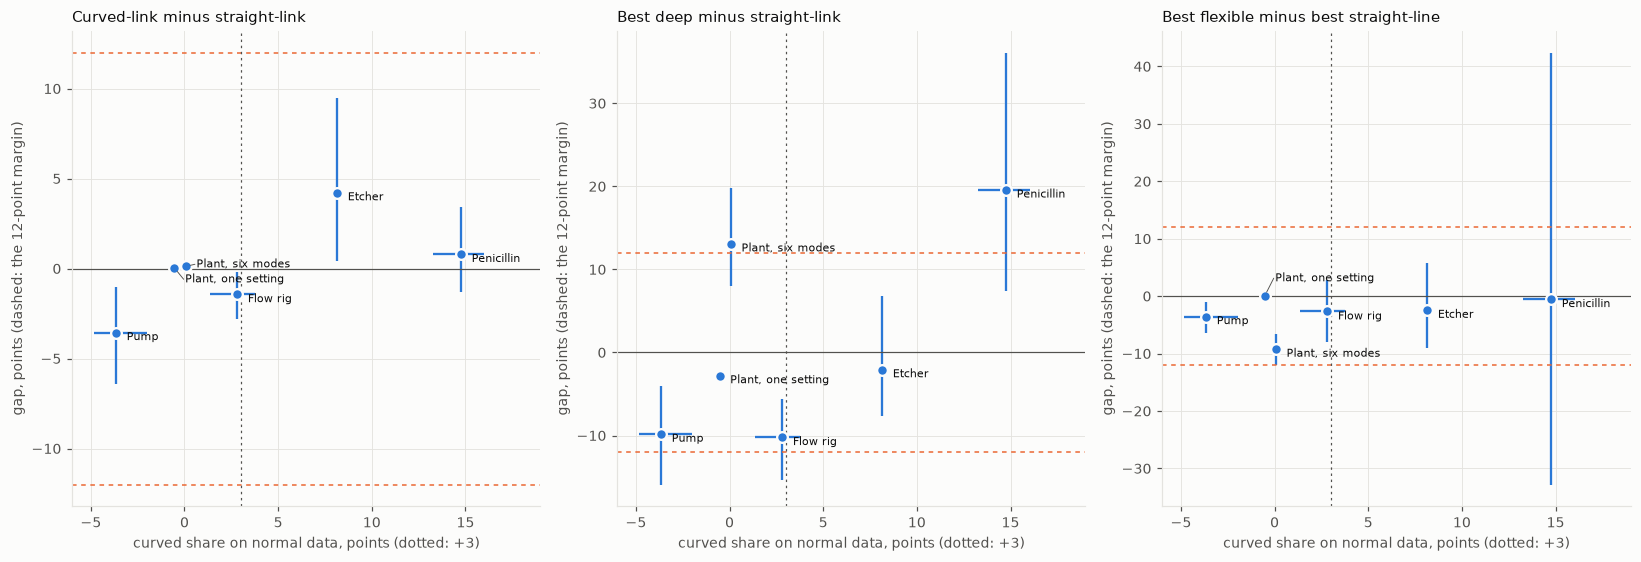 Curved-link minus straight-link
gap, points (dashed: the 12-point margin)
10
5
0
−5
−10
Etcher
Penicillin
Plant, six modes
Plant, one setting
Flow rig
Pump
−5
0
5
10
15
curved share on normal data, points (dotted: +3)
Best deep minus straight-link
gap, points (dashed: the 12-point margin)
30
20
10
0
−10
Penicillin
Plant, six modes
Plant, one setting
Etcher
Pump
Flow rig
−5
0
5
10
15
curved share on normal data, points (dotted: +3)
Best flexible minus best straight-line
gap, points (dashed: the 12-point margin)
40
30
20
10
0
−10
−20
−30
Plant, one setting
Penicillin
Pump
Flow rig
Etcher
Plant, six modes
−5
0
5
10
15
curved share on normal data, points (dotted: +3)